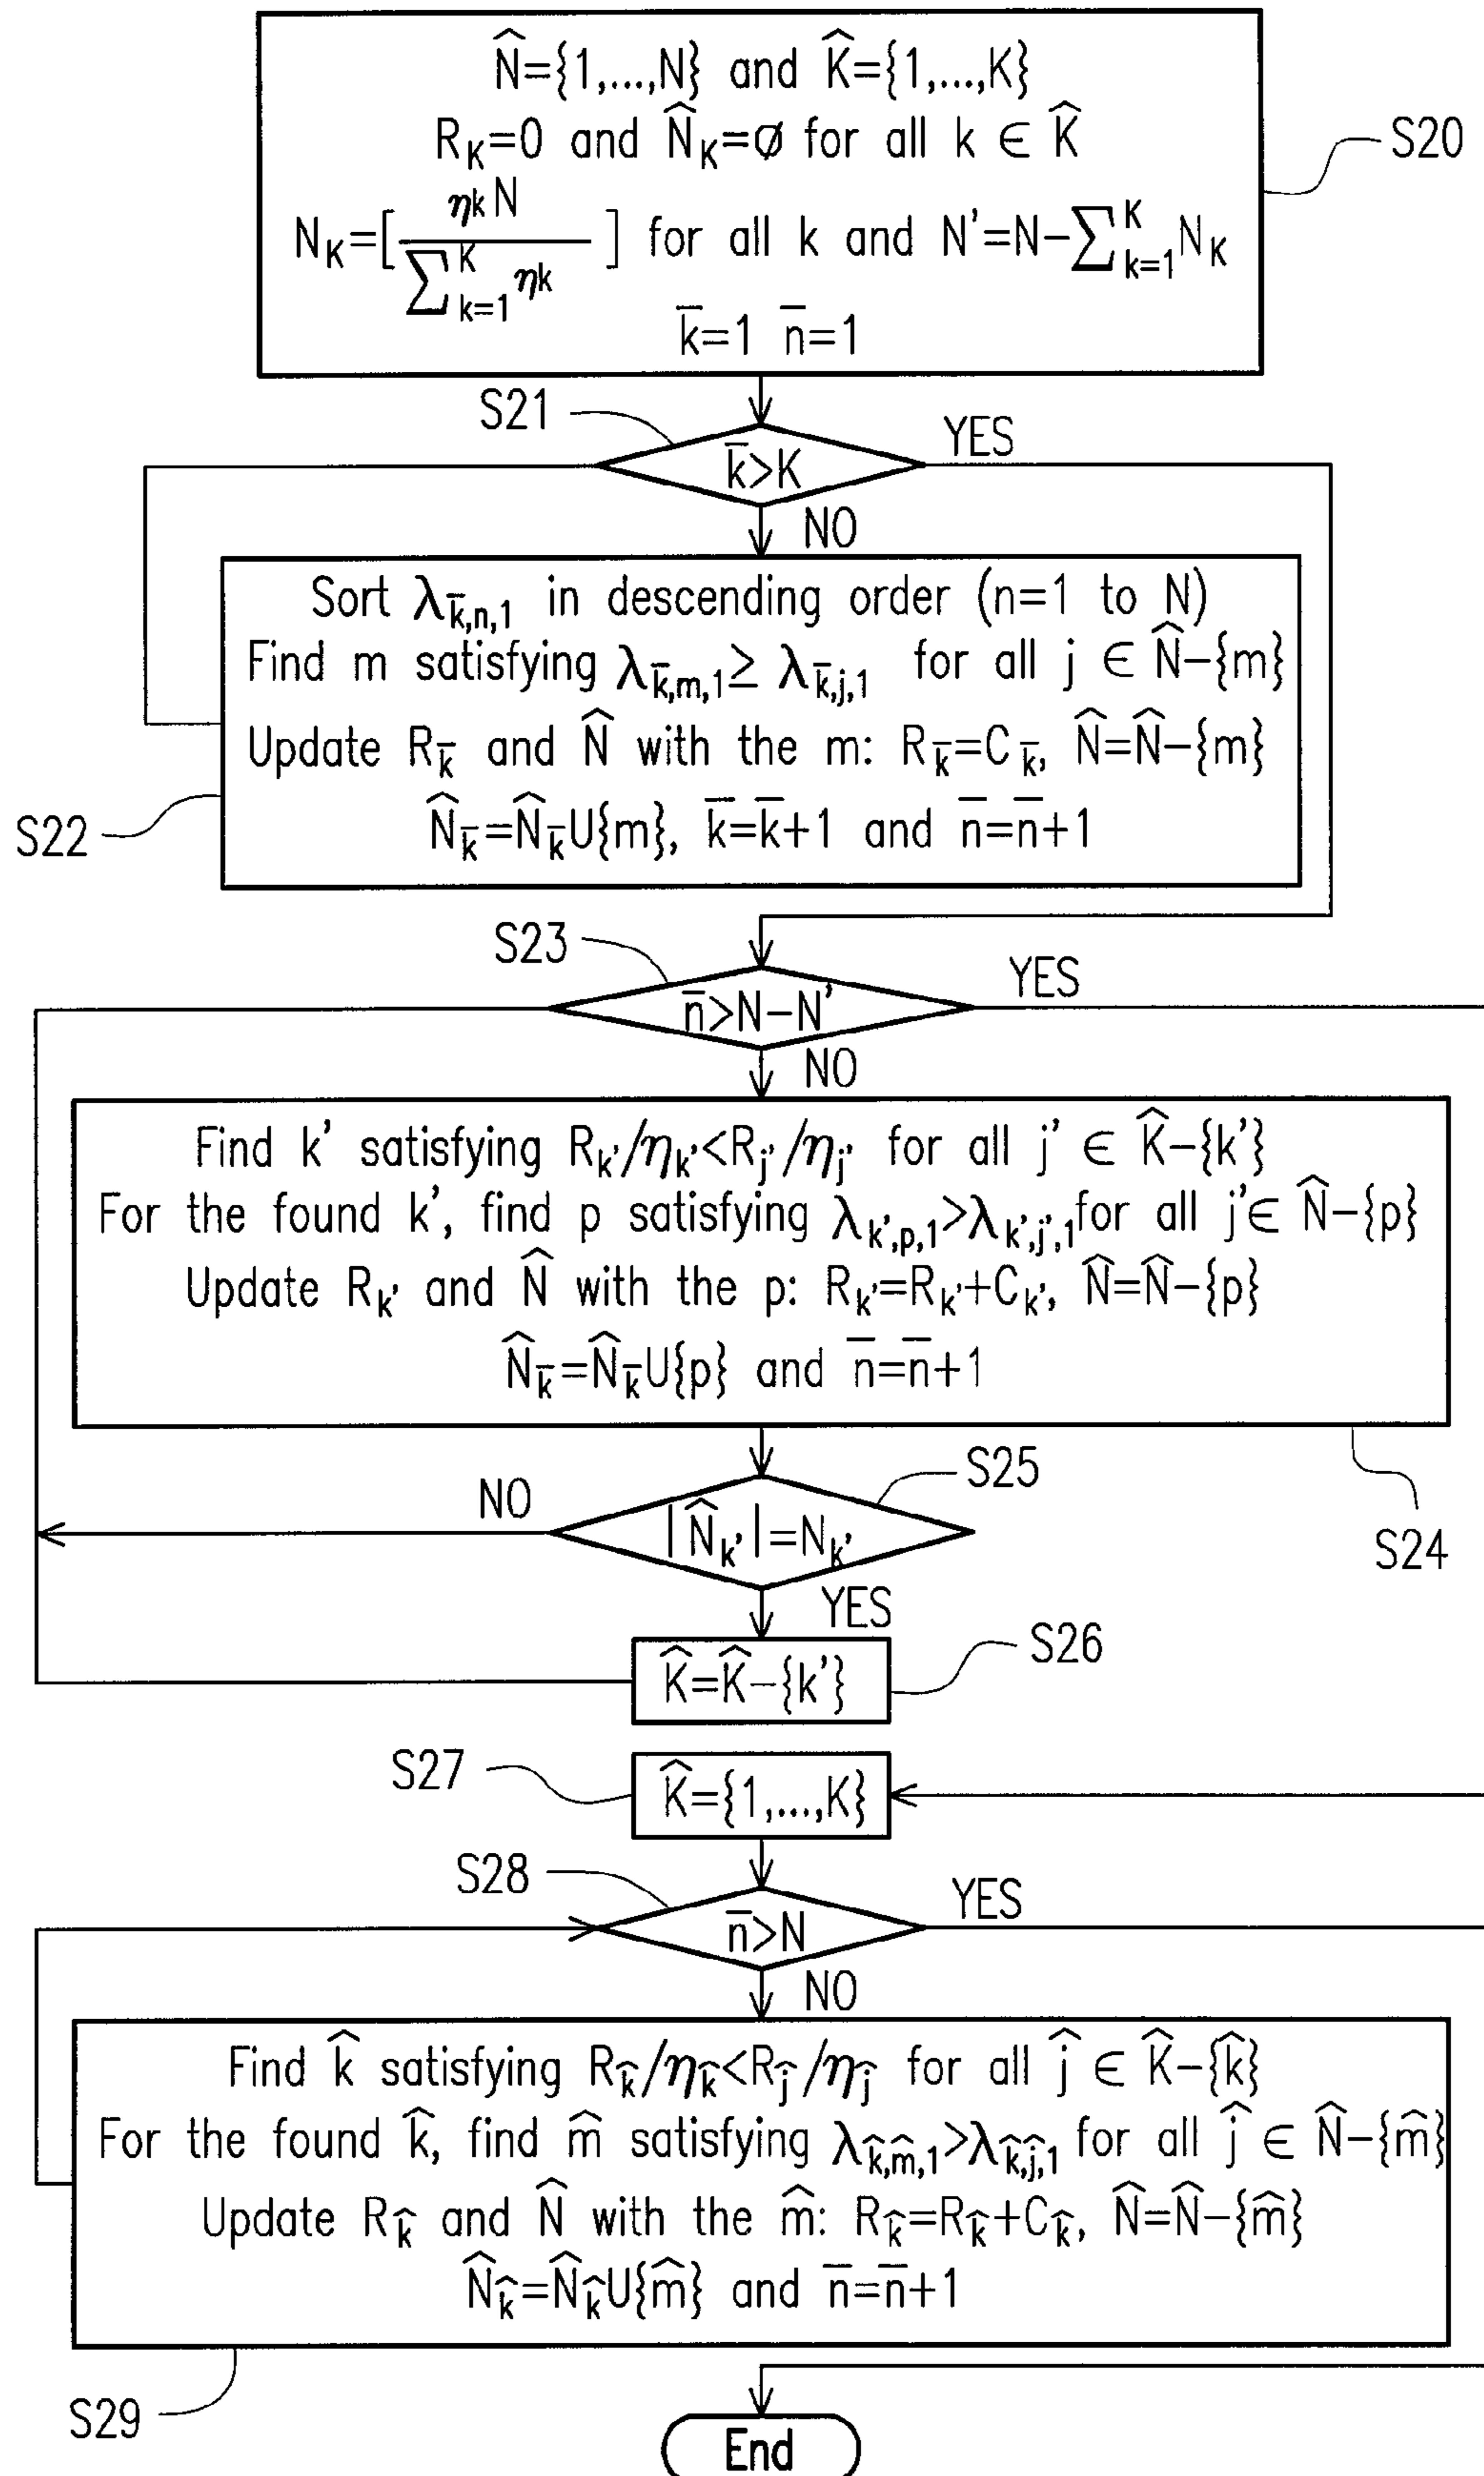 N̂={1,...,N} and K̂={1,...,K}
R_K=0 and N̂_K=∅ for all k ∈ K̂
S20
N_K=[ηk N / ∑_{k=1}^{K} ηk] for all k and N'=N-∑_{k=1}^{K} N_K
k̄=1 n̄=1
S21
k̄>K
YES
NO
Sort λ_{k̄,n,1} in descending order (n=1 to N)
Find m satisfying λ_{k̄,m,1}≥ λ_{k̄,j,1} for all j ∈ N̂-{m}
Update R_k̄ and N̂ with the m: R_k̄=C_k̄, N̂=N̂-{m}
N̂_k̄=N̂_k̄U{m}, k̄=k̄+1 and n̄=n̄+1
S22
S23
n̄>N-N'
YES
NO
Find k' satisfying R_k'/η_k'<R_j'/η_j' for all j' ∈ K̂-{k'}
For the found k', find p satisfying λ_{k',p,1}>λ_{k',j',1} for all j'∈ N̂-{p}
Update R_k' and N̂ with the p: R_k'=R_k'+C_k', N̂=N̂-{p}
N̂_k̄=N̂_k̄U{p} and n̄=n̄+1
S24
S25
|N̂_k'|=N_k'
NO
YES
S26
K̂=K̂-{k'}
S27
K̂={1,...,K}
S28
n̄>N
YES
NO
Find k̂ satisfying R_k̂/η_k̂<R_ĵ/η_ĵ for all ĵ ∈ K̂-{k̂}
For the found k̂, find m̂ satisfying λ_{k̂,m̂,1}>λ_{k̂,ĵ,1} for all ĵ ∈ N̂-{m̂}
Update R_k̂ and N̂ with the m̂: R_k̂=R_k̂+C_k̂, N̂=N̂-{m̂}
N̂_k̂=N̂_k̂U{m̂} and n̄=n̄+1
S29
End